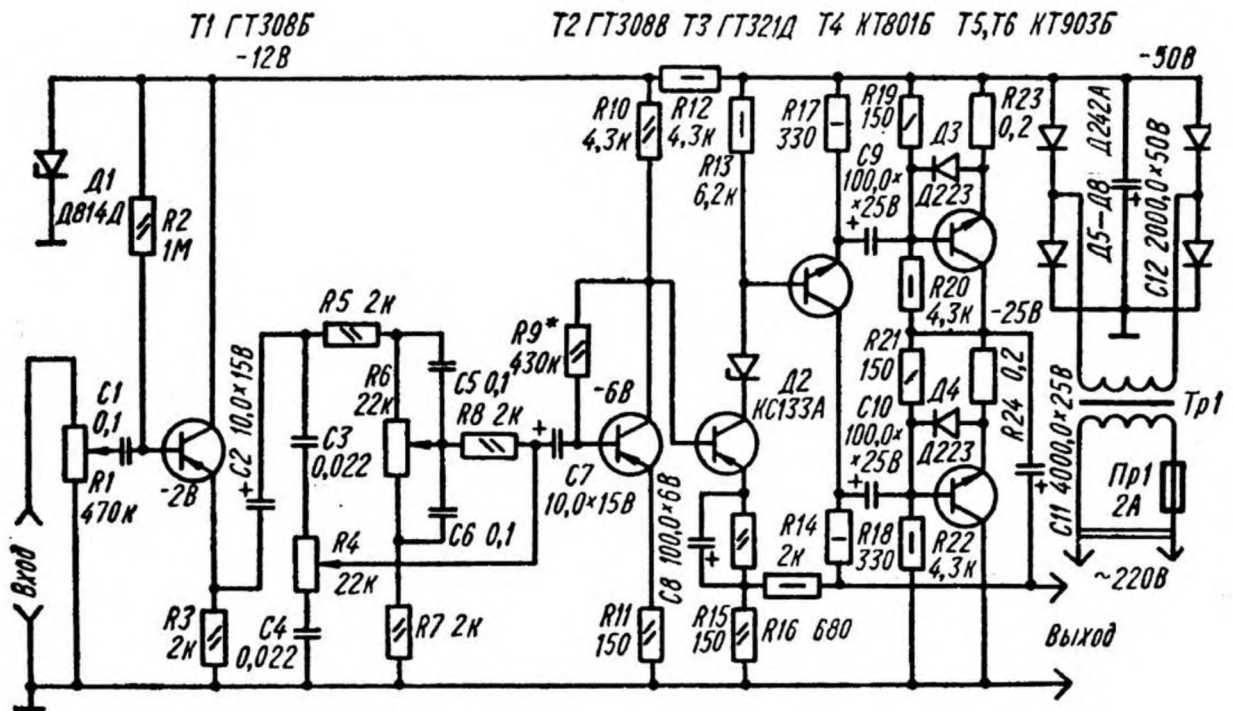 Т1 ГТ308Б
Т2 ГТ308В
Т3 ГТ321Д
Т4 КТ801Б
Т5,Т6 КТ903Б
-12В
-50В
Д1
Д814Д
R2
1М
R10
4,3к
R12
4,3к
R13
6,2к
R17
330
C9
100,0×
×25В
R19
150
Д3
Д223
R23
0,2
Д5-Д8 Д242А
C12 2000,0×50В
R20
4,3к
-25В
R5 2к
R9*
430к
-6В
C1
0,1
R1
470к
-2В
C2 10,0×15В
C3
0,022
R6
22к
C5 0,1
R8 2к
C7
10,0×15В
C6 0,1
R4
22к
R3
2к
C4
0,022
R7 2к
R11
150
C8 100,0×6В
Д2
КС133А
R21
150
Д4
Д223
C10
100,0×
×25В
R24 0,2
C11 4000,0×25В
Тр1
Пр1
2А
~220В
R14
2к
R18
330
R22
4,3к
R15
150
R16 680
Вход
Выход